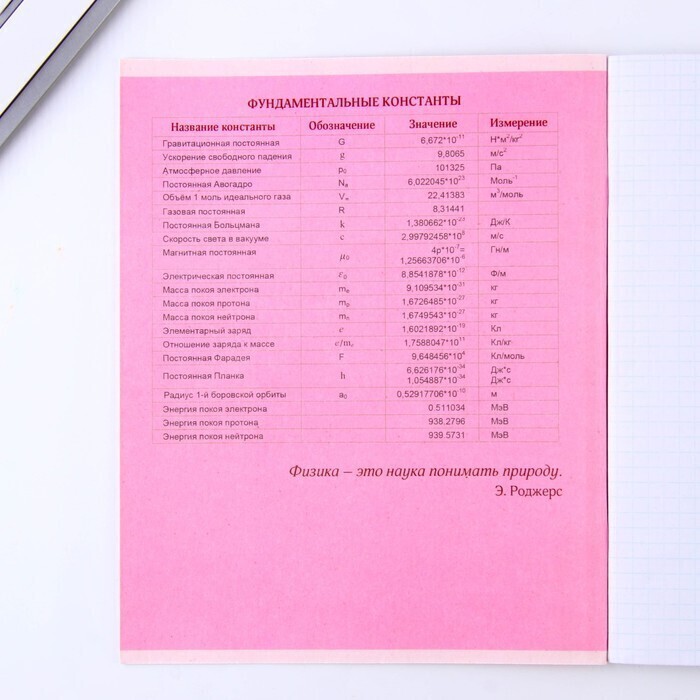 ФУНДАМЕНТАЛЬНЫЕ КОНСТАНТЫ
Название константы Обозначение Значение Измерение
Гравитационная постоянная G 6,672*10⁻¹¹ Н*м²/кг²
Ускорение свободного падения g 9,8065 м/с²
Атмосферное давление p₀ 101325 Па
Постоянная Авогадро Nₐ 6,022045*10²³ Моль⁻¹
Объём 1 моль идеального газа 22,41383 м³/моль
Газовая постоянная R 8,31441
Постоянная Больцмана k 1,380662*10⁻²³ Дж/К
Скорость света в вакууме c 2,99792458*10⁸ м/с
Магнитная постоянная μ₀ 4p*10⁻⁷= Гн/м
1,25663706*10⁻⁶
Электрическая постоянная ε₀ 8,8541878*10⁻¹² Ф/м
Масса покоя электрона mₑ 9,109534*10⁻³¹ кг
Масса покоя протона mₚ 1,6726485*10⁻²⁷ кг
Масса покоя нейтрона mₙ 1,6749543*10⁻²⁷ кг
Элементарный заряд e 1,6021892*10⁻¹⁹ Кл
Отношение заряда к массе e/mₑ 1,7588047*10¹¹ Кл/кг
Постоянная Фарадея F 9,648456*10⁴ Кл/моль
Постоянная Планка h 6,626176*10⁻³⁴ Дж*с
1,054887*10⁻³⁴ Дж*с
Радиус 1-й боровской орбиты a₀ 0,52917706*10⁻¹⁰ м
Энергия покоя электрона 0.511034 МэВ
Энергия покоя протона 938.2796 МэВ
Энергия покоя нейтрона 939.5731 МэВ
Физика – это наука понимать природу.
Э. Роджерс